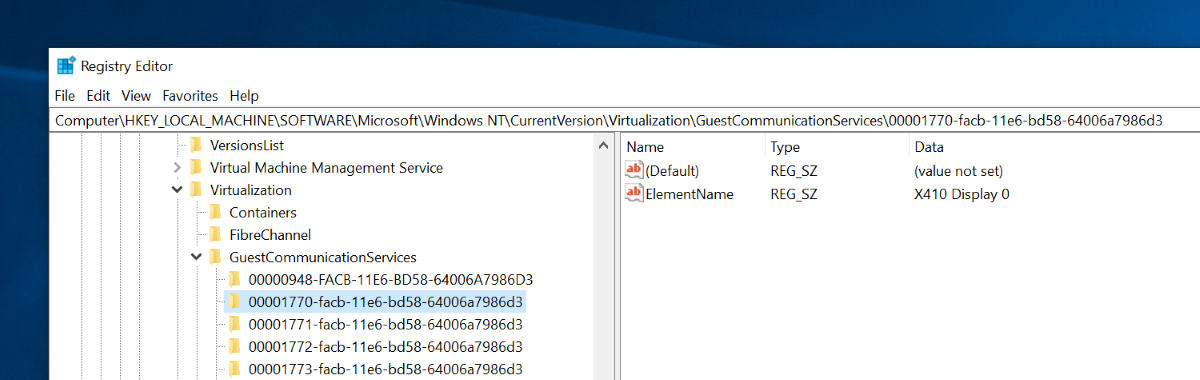 Registry Editor
File Edit View Favorites Help
Computer\HKEY_LOCAL_MACHINE\SOFTWARE\Microsoft\Windows NT\CurrentVersion\Virtualization\GuestCommunicationServices\00001770-facb-11e6-bd58-64006a7986d3
VersionsList
Virtual Machine Management Service
Virtualization
Containers
FibreChannel
GuestCommunicationServices
00000948-FACB-11E6-BD58-64006A7986D3
00001770-facb-11e6-bd58-64006a7986d3
00001771-facb-11e6-bd58-64006a7986d3
00001772-facb-11e6-bd58-64006a7986d3
00001773-facb-11e6-bd58-64006a7986d3
Name Type Data
ab (Default) REG_SZ (value not set)
ab ElementName REG_SZ X410 Display 0